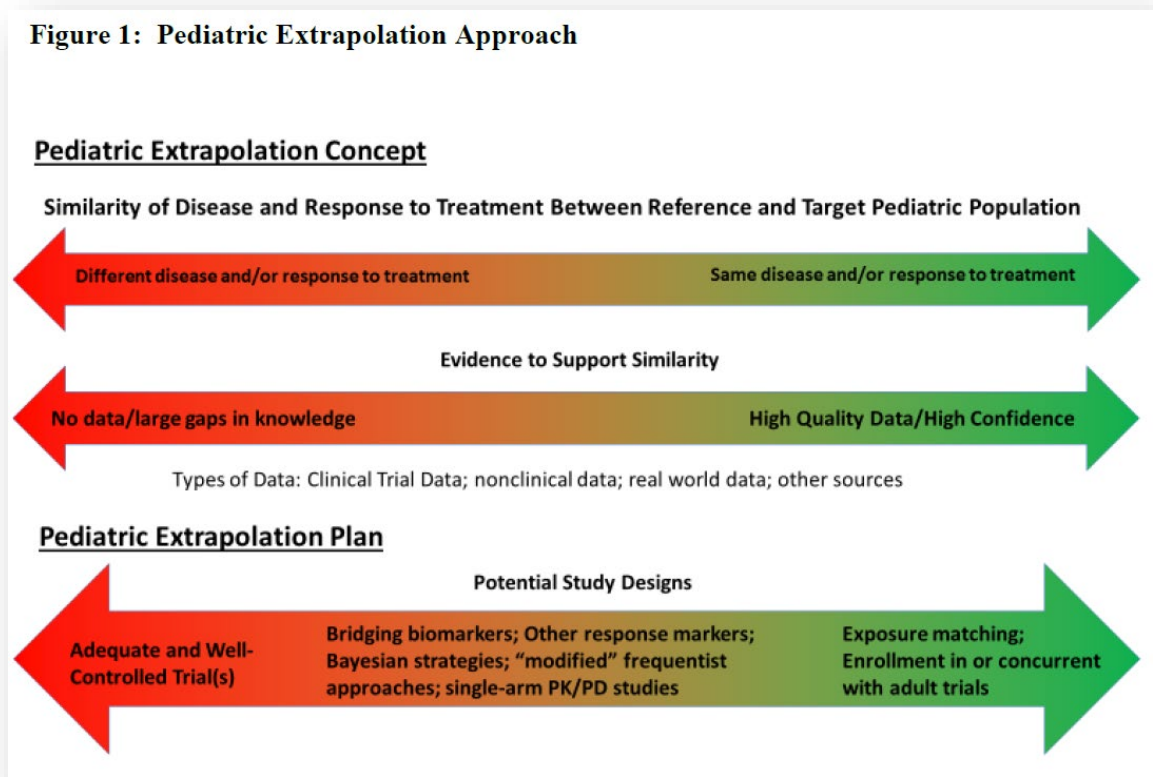 Figure 1: Pediatric Extrapolation Approach
Pediatric Extrapolation Concept
Similarity of Disease and Response to Treatment Between Reference and Target Pediatric Population
Different disease and/or response to treatment
Same disease and/or response to treatment
Evidence to Support Similarity
No data/large gaps in knowledge
High Quality Data/High Confidence
Types of Data: Clinical Trial Data; nonclinical data; real world data; other sources
Pediatric Extrapolation Plan
Potential Study Designs
Adequate and Well-
Controlled Trial(s)
Bridging biomarkers; Other response markers;
Bayesian strategies; “modified” frequentist
approaches; single-arm PK/PD studies
Exposure matching;
Enrollment in or concurrent
with adult trials